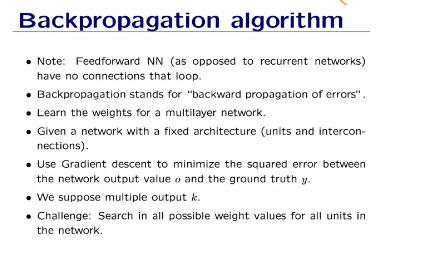 Backpropagation algorithm
• Note: Feedforward NN (as opposed to recurrent networks)
have no connections that loop.
• Backpropagation stands for "backward propagation of errors".
• Learn the weights for a multilayer network.
• Given a network with a fixed architecture (units and intercon-
nections).
• Use Gradient descent to minimize the squared error between
the network output value o and the ground truth y.
• We suppose multiple output k.
• Challenge: Search in all possible weight values for all units in
the network.